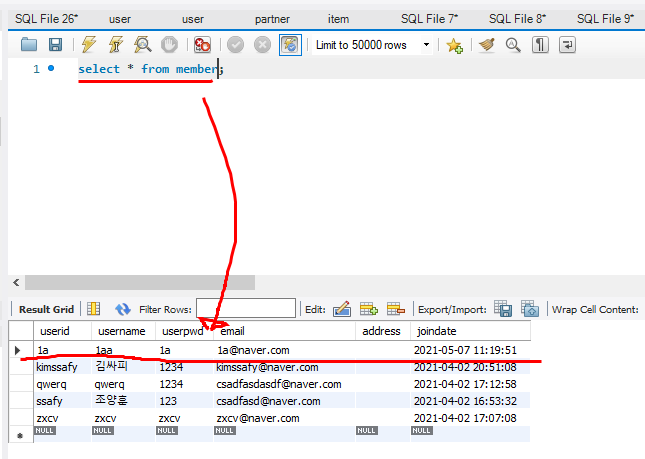 SQL File 26* user user partner item SQL File 7* SQL File 8* SQL File 9*
Limit to 50000 rows
1 select * from member;
Result Grid Filter Rows: Edit: Export/Import: Wrap Cell Content:
userid username userpwd email address joindate
1a 1aa 1a 1a@naver.com 2021-05-07 11:19:51
kimssafy 김싸피 1234 kimssafy@naver.com 2021-04-02 20:51:08
qwerq qwerq 1234 csadfasdasdf@naver.com 2021-04-02 17:12:58
ssafy 조양훈 123 csadfasd@naver.com 2021-04-02 16:53:32
zxcv zxcv zxcv zxcv@naver.com 2021-04-02 17:07:08
NULL NULL NULL NULL NULL NULL